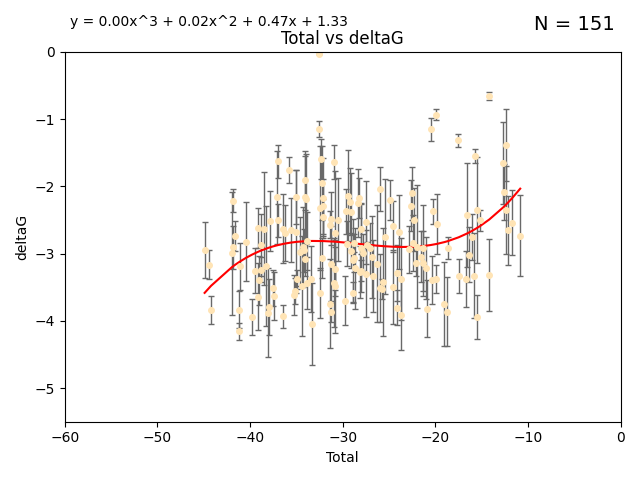 y = 0.00x^3 + 0.02x^2 + 0.47x + 1.33
N = 151
Total vs deltaG
deltaG
0
−1
−2
−3
−4
−5
−60 −50 −40 −30 −20 −10 0
Total